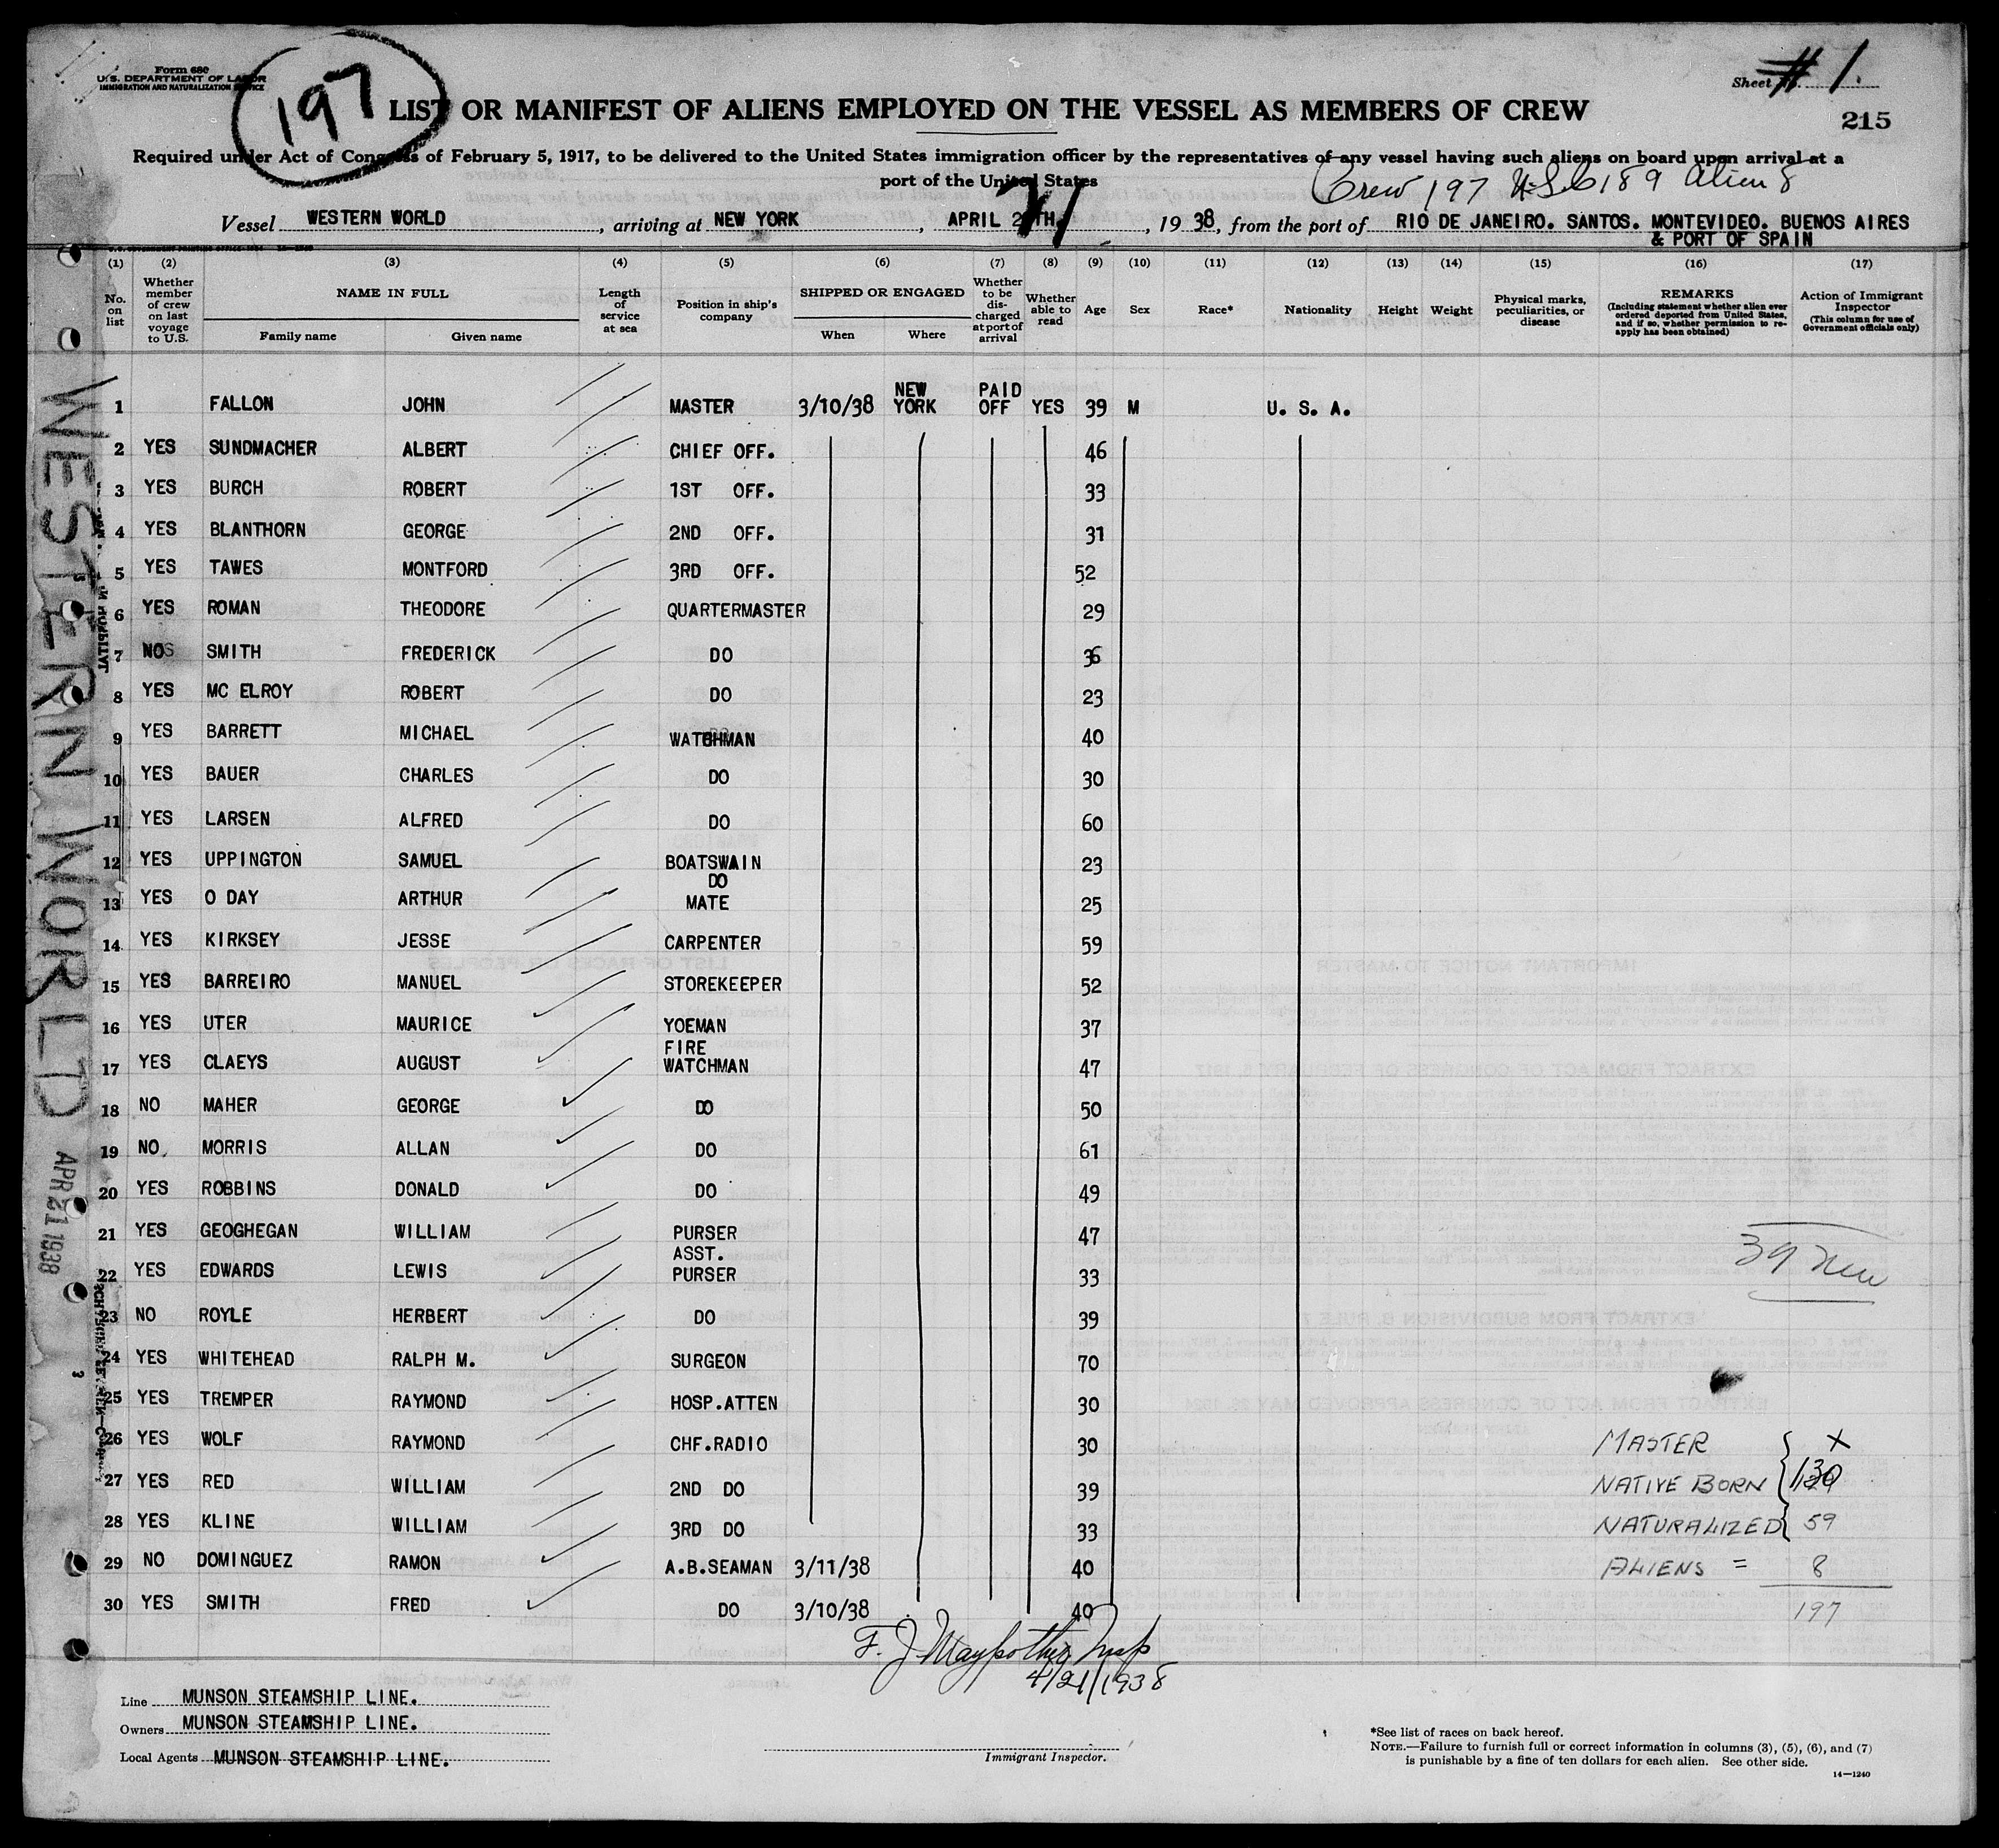 Form 680
U. S. DEPARTMENT OF LABOR
IMMIGRATION AND NATURALIZATION SERVICE
197
Sheet # 1.
215
LIST OR MANIFEST OF ALIENS EMPLOYED ON THE VESSEL AS MEMBERS OF CREW
Required under Act of Congress of February 5, 1917, to be delivered to the United States immigration officer by the representatives of any vessel having such aliens on board upon arrival at a
port of the United States
Crew 197 U.S. 189 Alien 8
Vessel WESTERN WORLD, arriving at NEW YORK, APRIL 21, 1938, from the port of RIO DE JANEIRO. SANTOS. MONTEVIDEO. BUENOS AIRES
& PORT OF SPAIN
(1) (2) (3) (4) (5) (6) (7) (8) (9) (10) (11) (12) (13) (14) (15) (16) (17)
No. on list
Whether member of crew on last voyage to U.S.
NAME IN FULL
Family name
Given name
Length of service at sea
Position in ship's company
SHIPPED OR ENGAGED
When
Where
Whether to be discharged at port of arrival
Whether able to read
Age
Sex
Race*
Nationality
Height
Weight
Physical marks, peculiarities, or disease
REMARKS
(Including statement whether alien ever ordered deported from United States, and if so, whether permission to re-apply has been obtained)
Action of Immigrant Inspector
(This column for use of Government officials only)
1 FALLON JOHN MASTER 3/10/38 NEW YORK PAID OFF YES 39 M U. S. A.
2 YES SUNDMACHER ALBERT CHIEF OFF. 46
3 YES BURCH ROBERT 1ST OFF. 33
4 YES BLANTHORN GEORGE 2ND OFF. 31
5 YES TAWES MONTFORD 3RD OFF. 52
6 YES ROMAN THEODORE QUARTERMASTER 29
7 NO SMITH FREDERICK DO 36
8 YES MC ELROY ROBERT DO 23
9 YES BARRETT MICHAEL WATCHMAN 40
10 YES BAUER CHARLES DO 30
11 YES LARSEN ALFRED DO 60
12 YES UPPINGTON SAMUEL BOATSWAIN 23
13 YES O DAY ARTHUR DO MATE 25
14 YES KIRKSEY JESSE CARPENTER 59
15 YES BARREIRO MANUEL STOREKEEPER 52
16 YES UTER MAURICE YOEMAN 37
17 YES CLAEYS AUGUST FIRE WATCHMAN 47
18 NO MAHER GEORGE DO 50
19 NO MORRIS ALLAN DO 61
20 YES ROBBINS DONALD DO 49
21 YES GEOGHEGAN WILLIAM PURSER 47
22 YES EDWARDS LEWIS ASST. PURSER 33
23 NO ROYLE HERBERT DO 39
24 YES WHITEHEAD RALPH M. SURGEON 70
25 YES TREMPER RAYMOND HOSP.ATTEN 30
26 YES WOLF RAYMOND CHF.RADIO 30
27 YES RED WILLIAM 2ND DO 39
28 YES KLINE WILLIAM 3RD DO 33
29 NO DOMINGUEZ RAMON A.B.SEAMAN 3/11/38 40
30 YES SMITH FRED DO 3/10/38 40
39 new
MASTER X
NATIVE BORN 130
NATURALIZED 59
ALIENS = 8
197
4/21/1938
WESTERN WORLD
APR 21 1938
Line MUNSON STEAMSHIP LINE.
Owners MUNSON STEAMSHIP LINE.
Local Agents MUNSON STEAMSHIP LINE.
Immigrant Inspector.
*See list of races on back hereof.
NOTE.—Failure to furnish full or correct information in columns (3), (5), (6), and (7)
is punishable by a fine of ten dollars for each alien. See other side.
14—1240